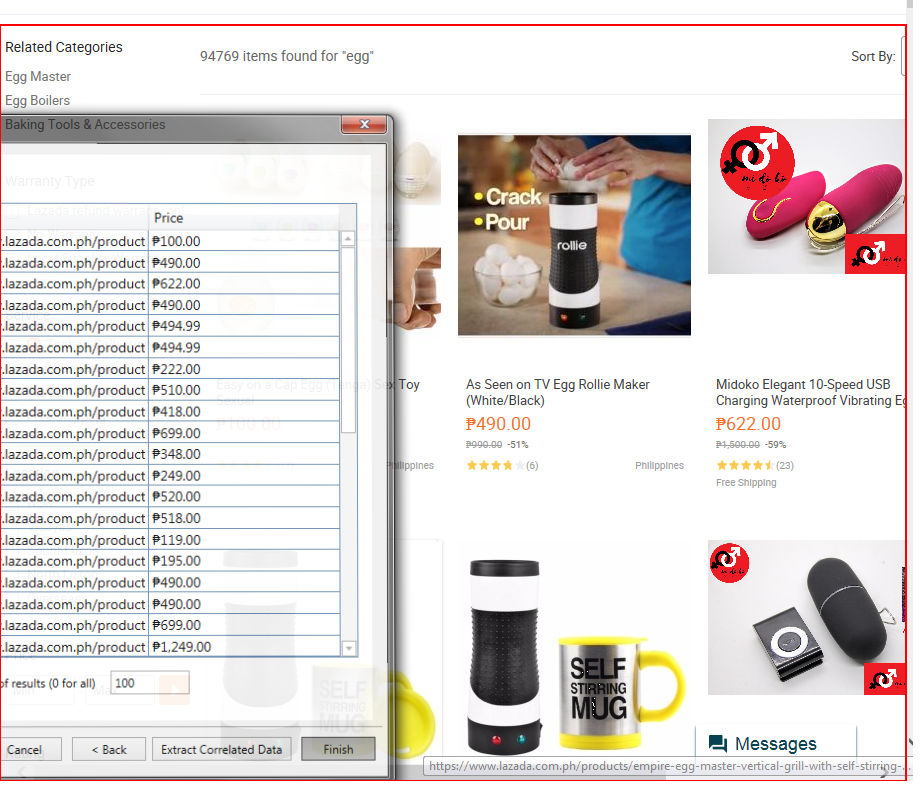 Related Categories
Egg Master
Egg Boilers
Baking Tools & Accessories
94769 items found for "egg"
Sort By:
Warranty Type
Price
.lazada.com.ph/product ₱100.00
.lazada.com.ph/product ₱490.00
.lazada.com.ph/product ₱622.00
.lazada.com.ph/product ₱490.00
.lazada.com.ph/product ₱494.99
.lazada.com.ph/product ₱494.99
.lazada.com.ph/product ₱222.00
.lazada.com.ph/product ₱510.00
.lazada.com.ph/product ₱418.00
.lazada.com.ph/product ₱699.00
.lazada.com.ph/product ₱348.00
.lazada.com.ph/product ₱249.00
.lazada.com.ph/product ₱520.00
.lazada.com.ph/product ₱518.00
.lazada.com.ph/product ₱119.00
.lazada.com.ph/product ₱195.00
.lazada.com.ph/product ₱490.00
.lazada.com.ph/product ₱490.00
.lazada.com.ph/product ₱699.00
.lazada.com.ph/product ₱1,249.00
of results (0 for all) 100
Cancel
< Back
Extract Correlated Data
Finish
Easy on a Cap Egg (Tenga) Sex Toy
Sexual
₱100.00
Philippines
Crack
Pour
rollie
As Seen on TV Egg Rollie Maker
(White/Black)
₱490.00
₱990.00 -51%
(6)
Philippines
mi do ko
Midoko Elegant 10-Speed USB
Charging Waterproof Vibrating Eg
₱622.00
₱1,500.00 -59%
(23)
Free Shipping
SELF
STIRRING
MUG
SELF
STIRRING
MUG
mi do ko
Messages
https://www.lazada.com.ph/products/empire-egg-master-vertical-grill-with-self-stirring-...